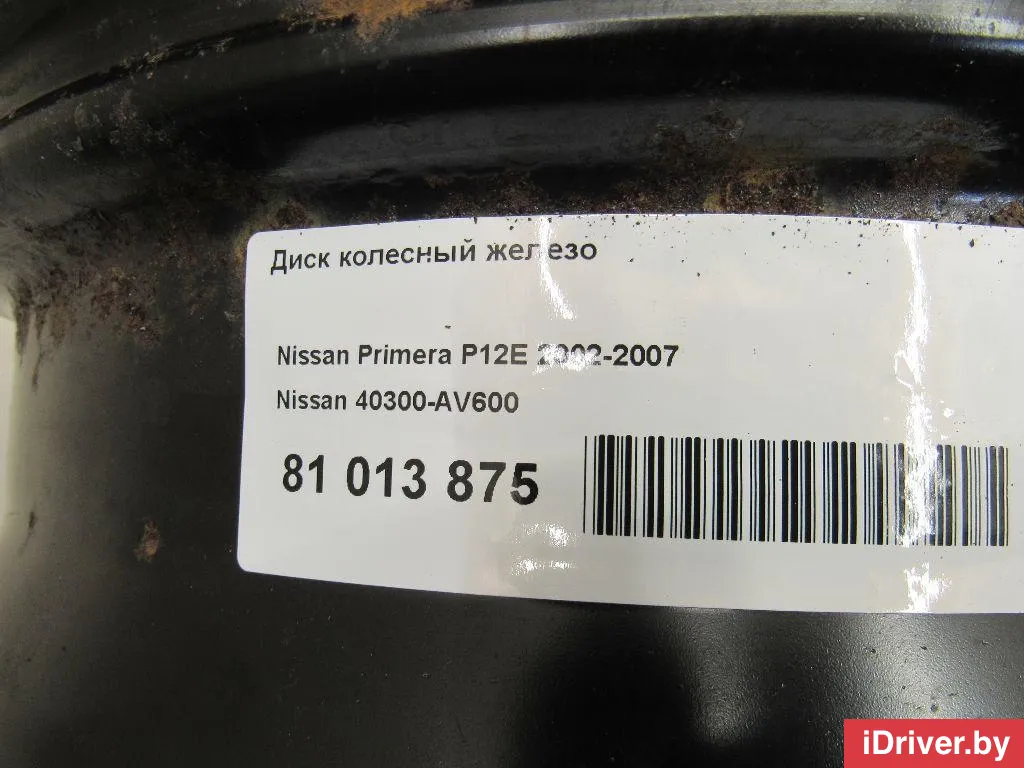 Диск колесный железо
Nissan Primera P12E 2002-2007
Nissan 40300-AV600
81 013 875
iDriver.by